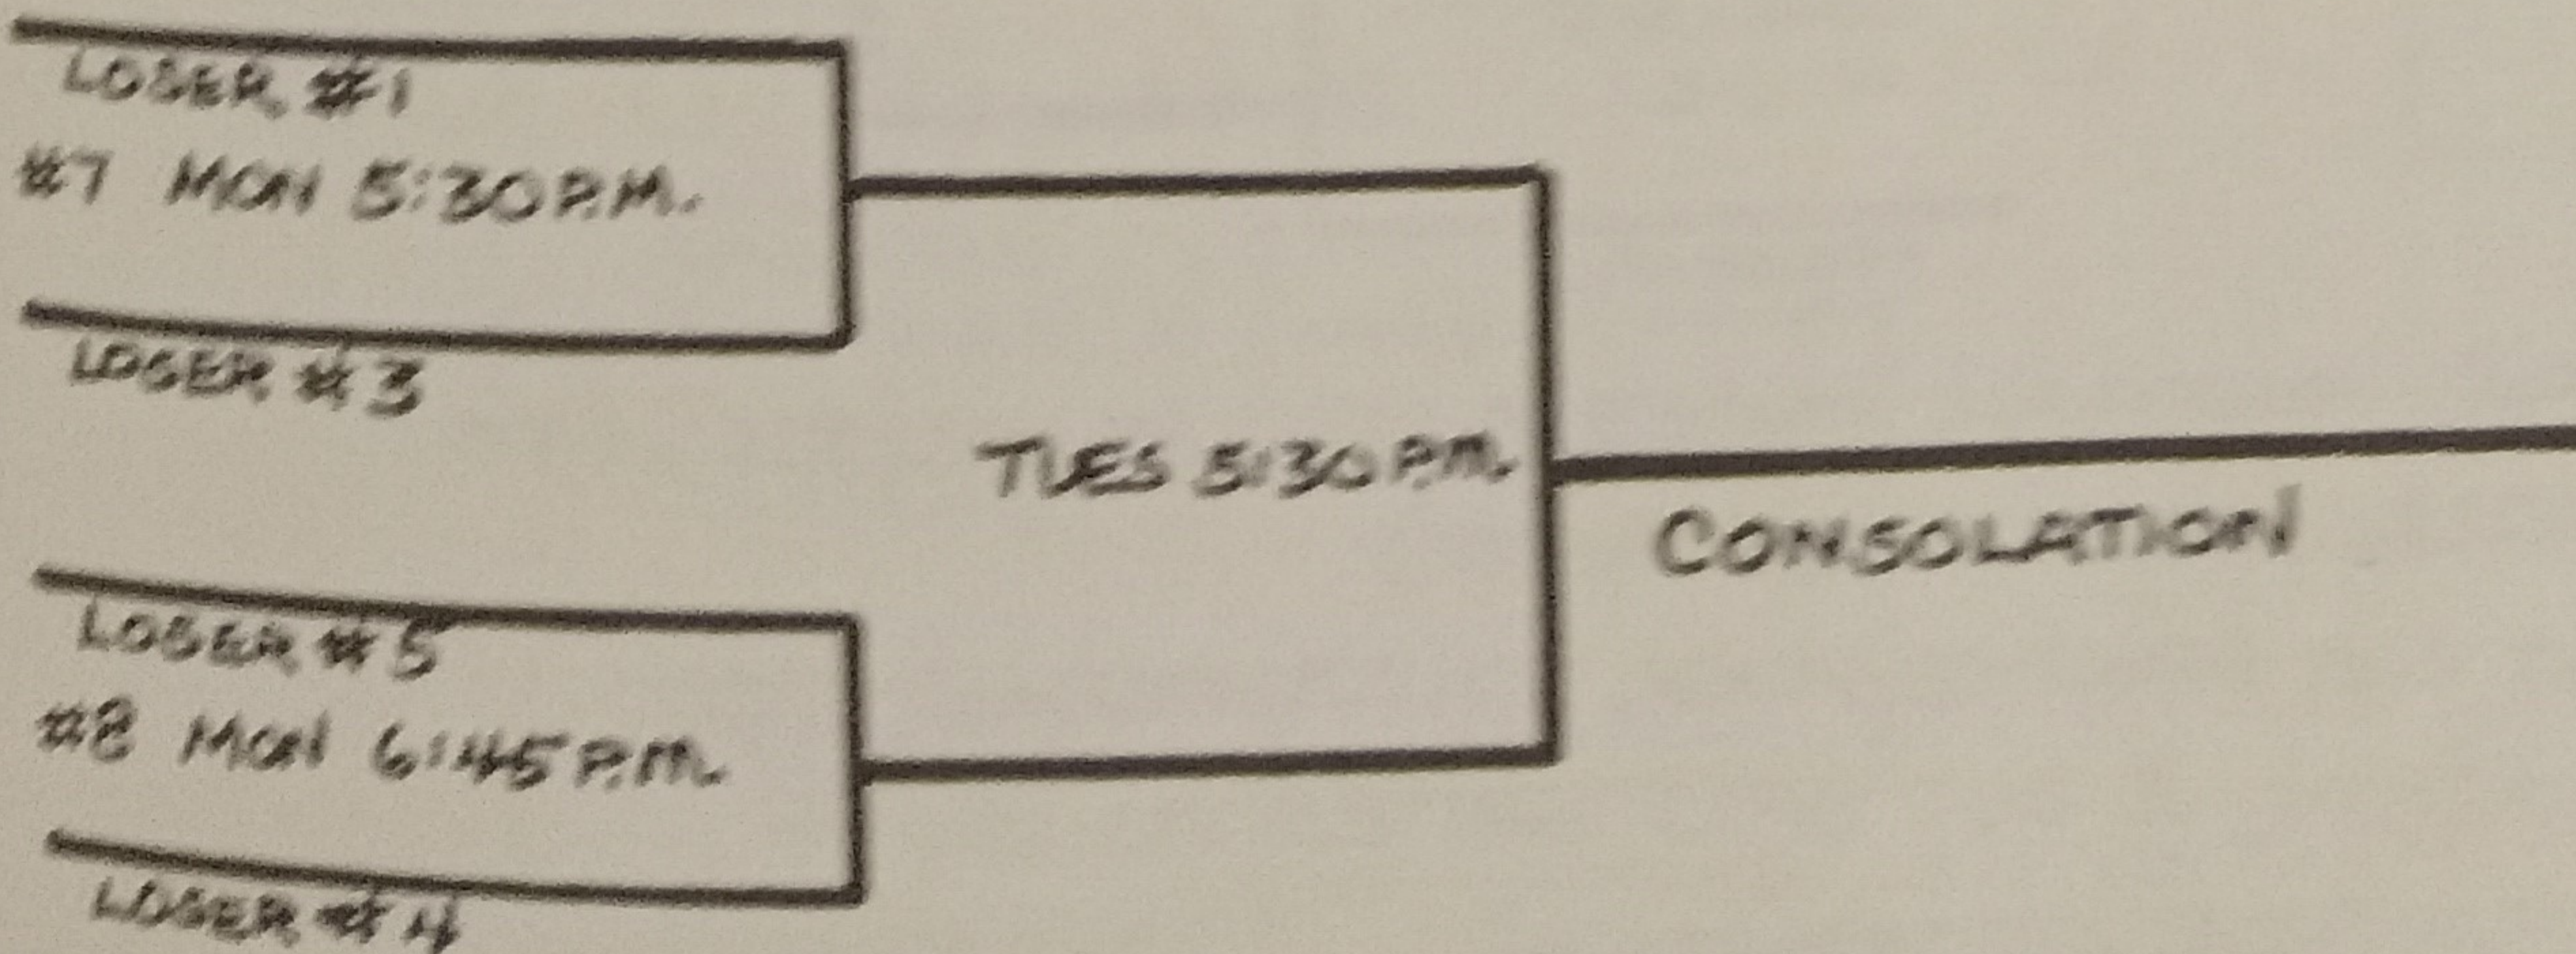 LOSER #1
#7 MON 5:30 P.M.
LOSER #3
TUES 5:30 P.M.
CONSOLATION
LOSER #5
#8 MON 6:45 P.M.
LOSER #4